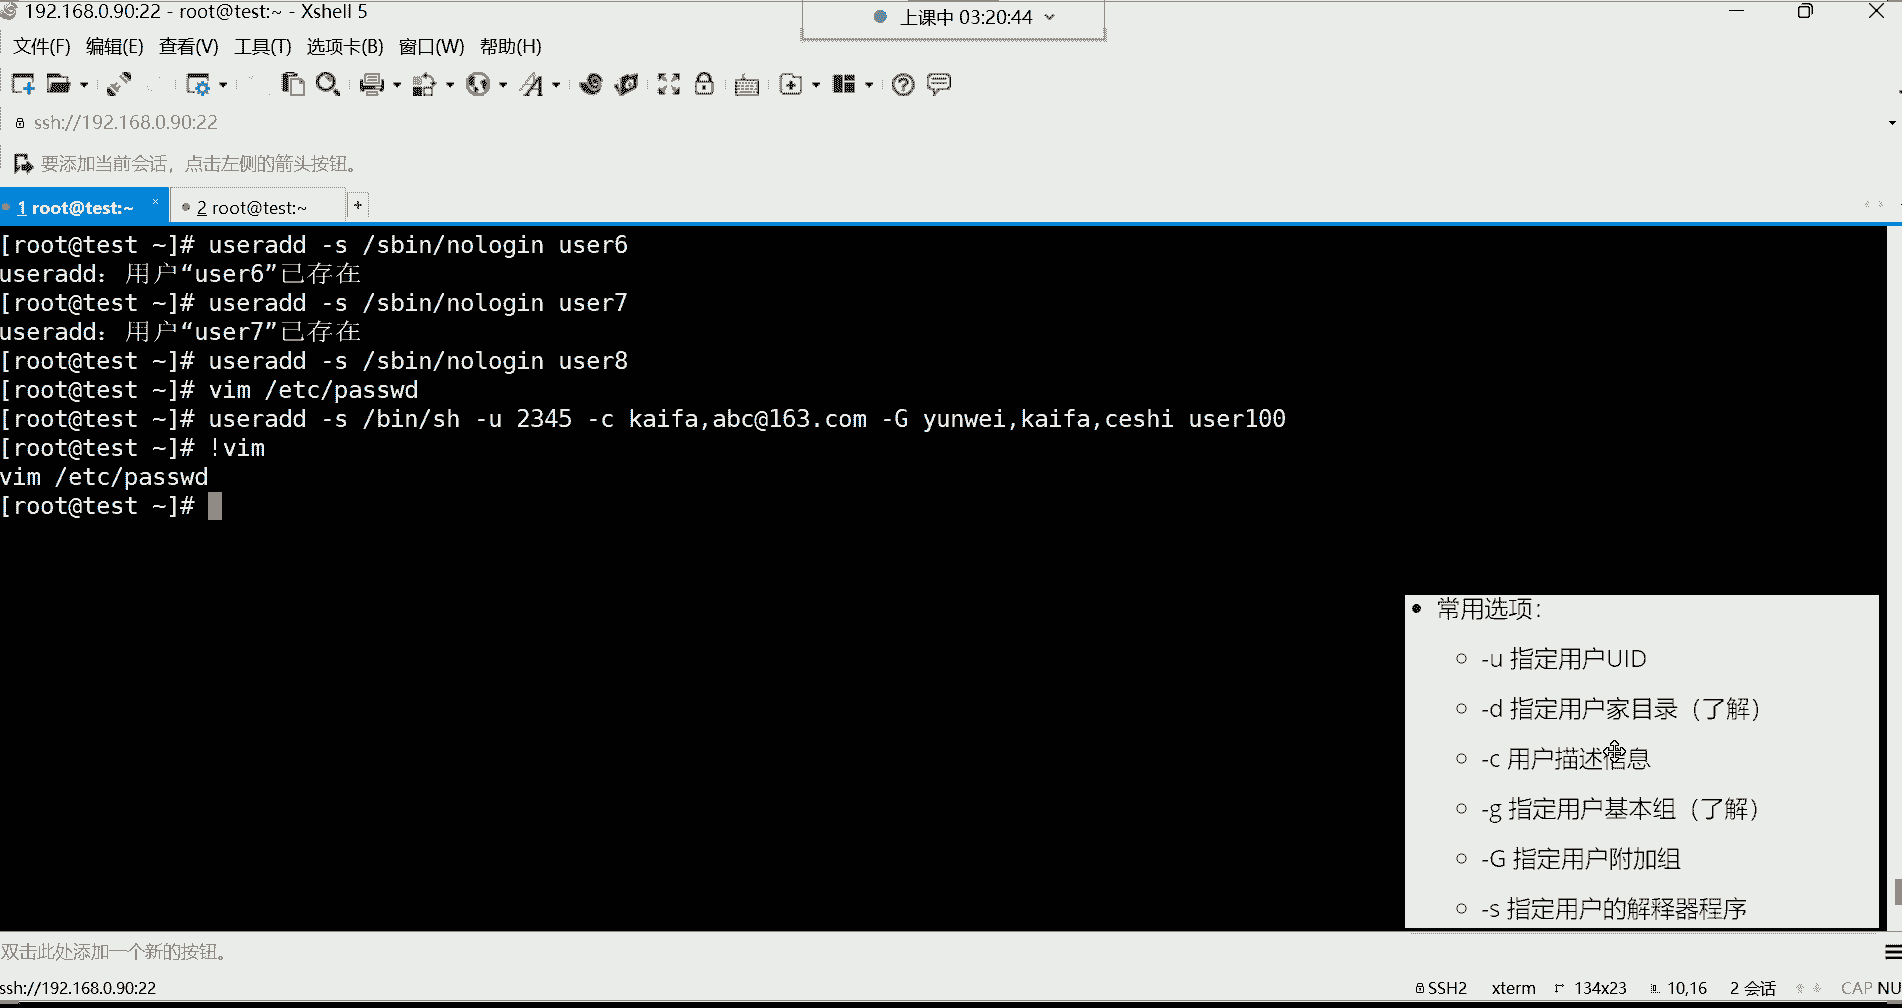 192.168.0.90:22 - root@test:~ - Xshell 5
上课中 03:20:44
文件(F) 编辑(E) 查看(V) 工具(T) 选项卡(B) 窗口(W) 帮助(H)
ssh://192.168.0.90:22
要添加当前会话，点击左侧的箭头按钮。
1 root@test:~ × 2 root@test:~ +
[root@test ~]# useradd -s /sbin/nologin user6
useradd：用户“user6”已存在
[root@test ~]# useradd -s /sbin/nologin user7
useradd：用户“user7”已存在
[root@test ~]# useradd -s /sbin/nologin user8
[root@test ~]# vim /etc/passwd
[root@test ~]# useradd -s /bin/sh -u 2345 -c kaifa,abc@163.com -G yunwei,kaifa,ceshi user100
[root@test ~]# !vim
vim /etc/passwd
[root@test ~]#
常用选项：
-u 指定用户UID
-d 指定用户家目录（了解）
-c 用户描述信息
-g 指定用户基本组（了解）
-G 指定用户附加组
-s 指定用户的解释器程序
双击此处添加一个新的按钮。
ssh://192.168.0.90:22 SSH2 xterm 134x23 10,16 2 会话 CAP NU